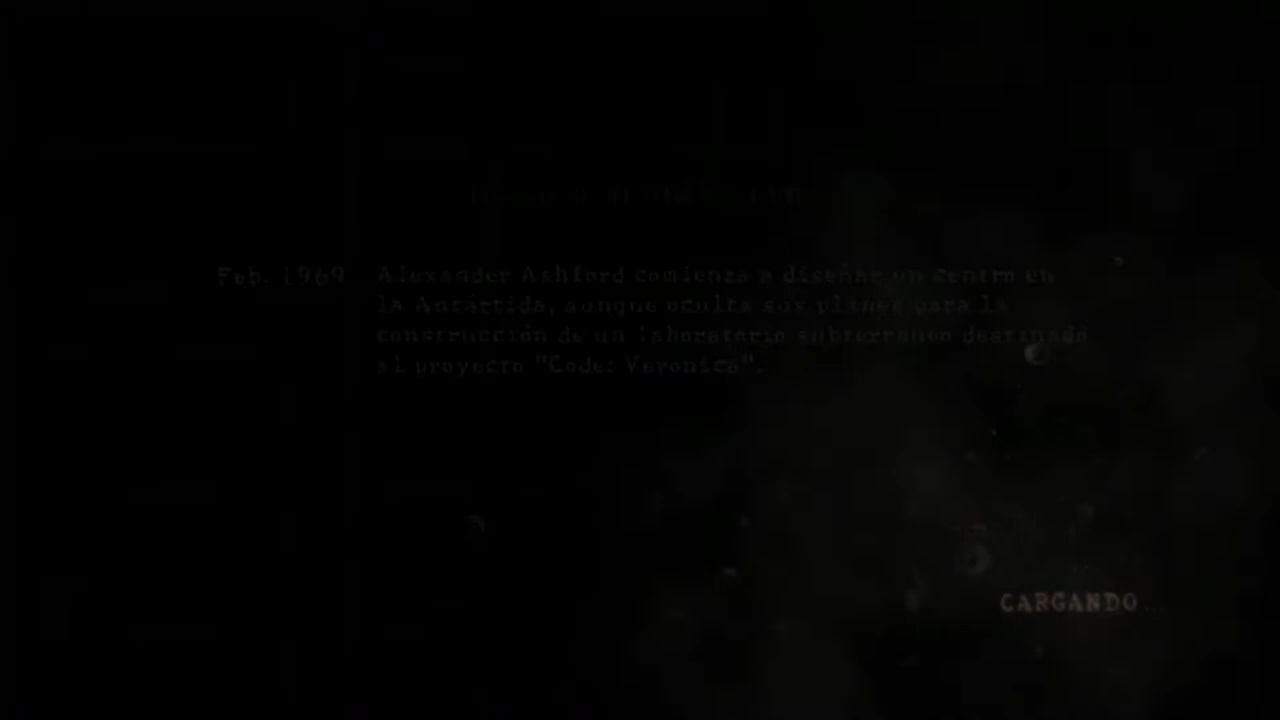 Feb. 1969 Alexander Ashford comienza a diseñar un centro en
la Antártida, aunque oculta sus planes para la
construcción de un laboratorio subterráneo destinado
al proyecto "Code: Veronica".
CARGANDO...